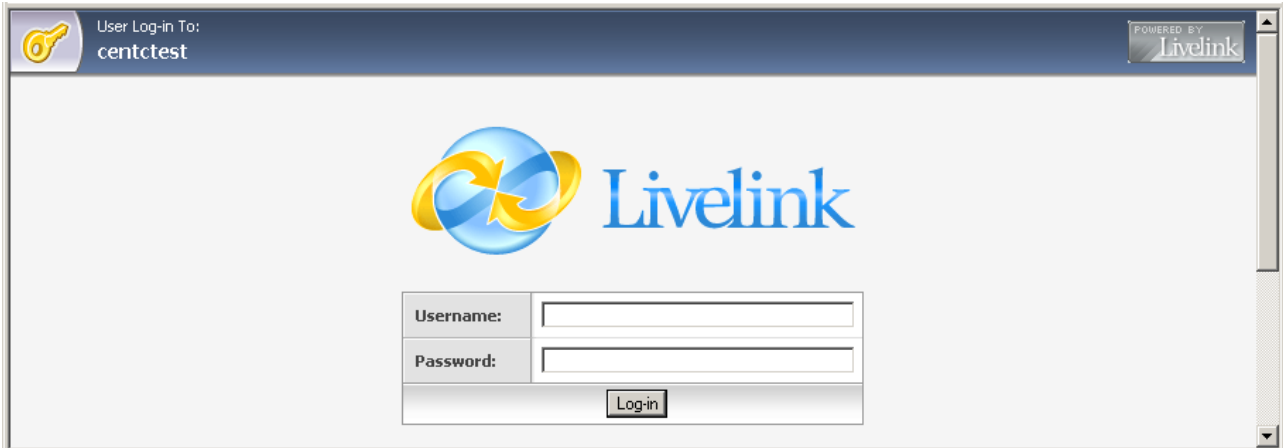 User Log-in To:
centctest
POWERED BY
Livelink
Livelink
Username:
Password:
Log-in